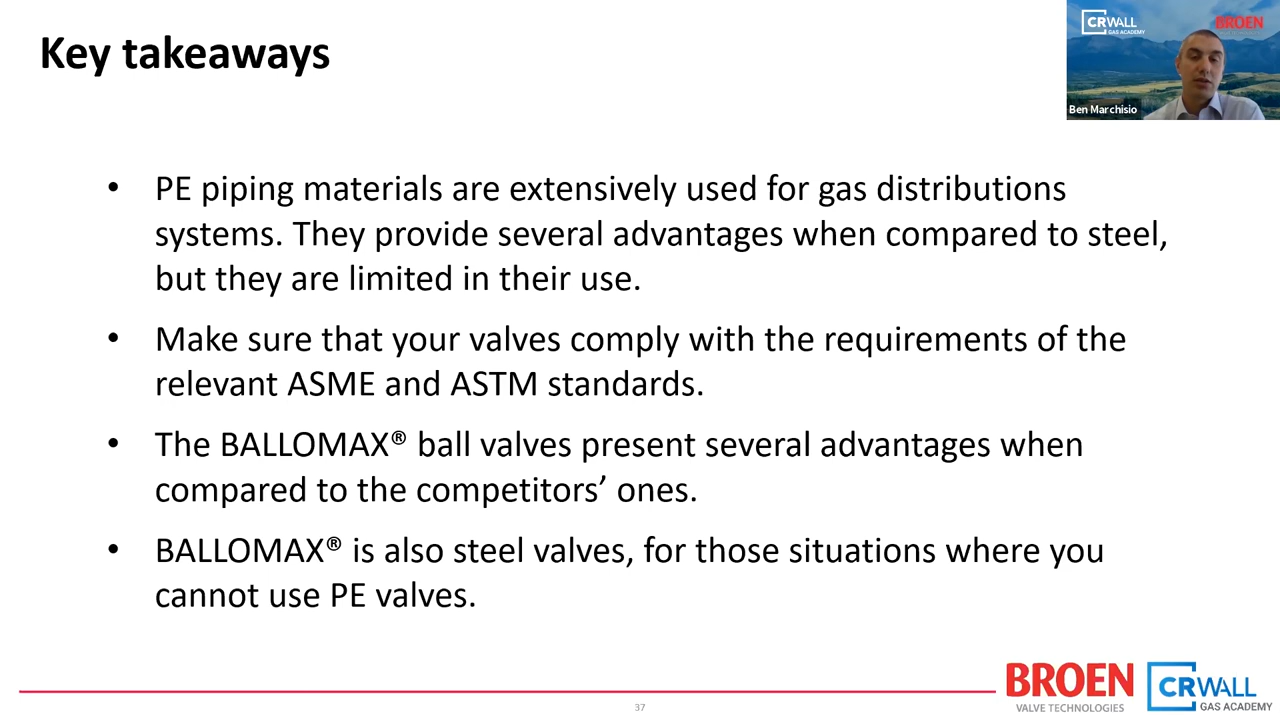 Key takeaways
CRWALL
GAS ACADEMY
BROEN
Ben Marchisio
• PE piping materials are extensively used for gas distributions
systems. They provide several advantages when compared to steel,
but they are limited in their use.
• Make sure that your valves comply with the requirements of the
relevant ASME and ASTM standards.
• The BALLOMAX® ball valves present several advantages when
compared to the competitors’ ones.
• BALLOMAX® is also steel valves, for those situations where you
cannot use PE valves.
BROEN
VALVE TECHNOLOGIES
CRWALL
GAS ACADEMY
37